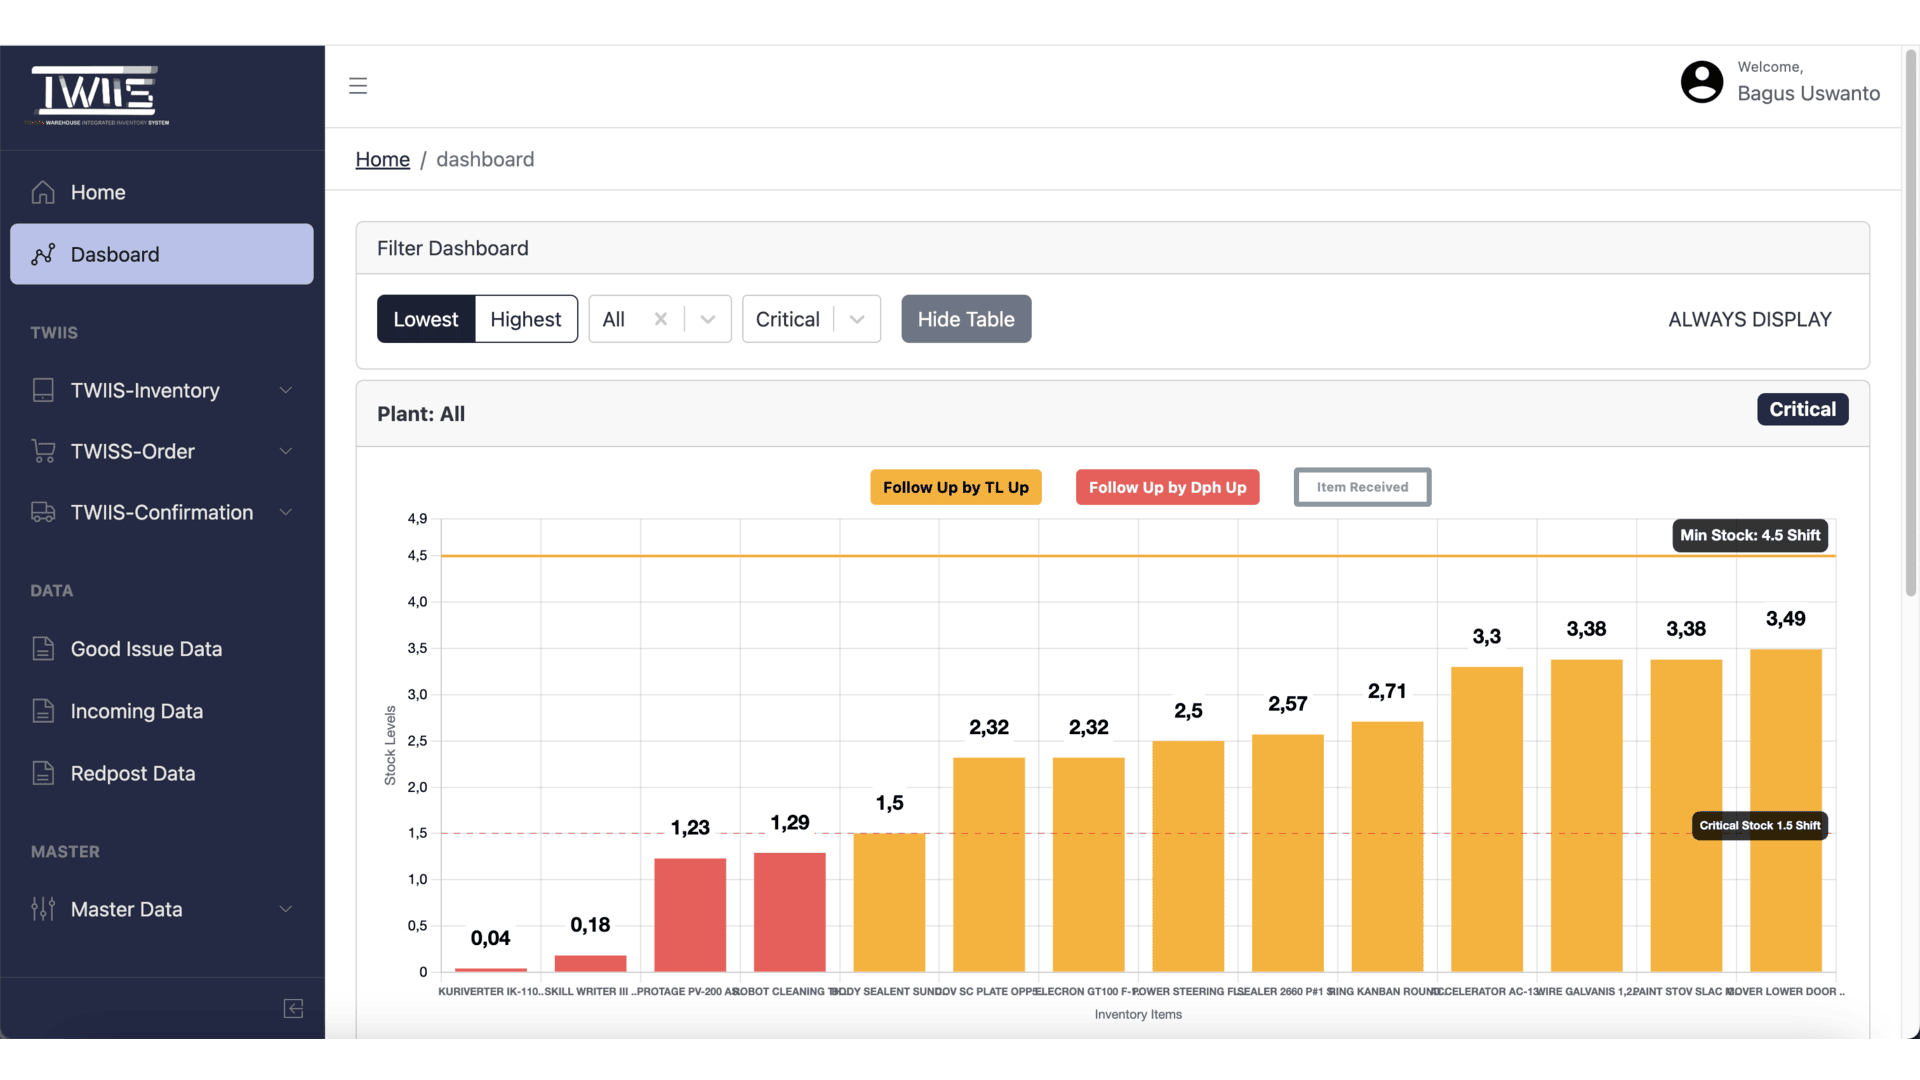 TWIIS
WAREHOUSE INTEGRATED INVENTORY SYSTEM
Welcome,
Bagus Uswanto
Home / dashboard
Home
Dasboard
TWIIS
TWIIS-Inventory
TWISS-Order
TWIIS-Confirmation
DATA
Good Issue Data
Incoming Data
Redpost Data
MASTER
Master Data
Filter Dashboard
Lowest Highest All Critical Hide Table ALWAYS DISPLAY
Plant: All
Critical
Follow Up by TL Up Follow Up by Dph Up Item Received
Min Stock: 4.5 Shift
Critical Stock 1.5 Shift
4,9
4,5
4,0
3,5
3,0
2,5
2,0
1,5
1,0
0,5
0
Stock Levels
0,04 0,18 1,23 1,29 1,5 2,32 2,32 2,5 2,57 2,71 3,3 3,38 3,38 3,49
KURIVERTER IK-110.. SKILL WRITER III .. PROTAGE PV-200 ROBOT CLEANING BODY SEALENT SUN SC PLATE ELECRON GT100 POWER STEERING SEALER 2660 P#1 RING KANBAN ACCELERATOR AC-13 WIRE GALVANIS 1,2 PAINT STOV SLAC COVER LOWER DOOR ..
Inventory Items